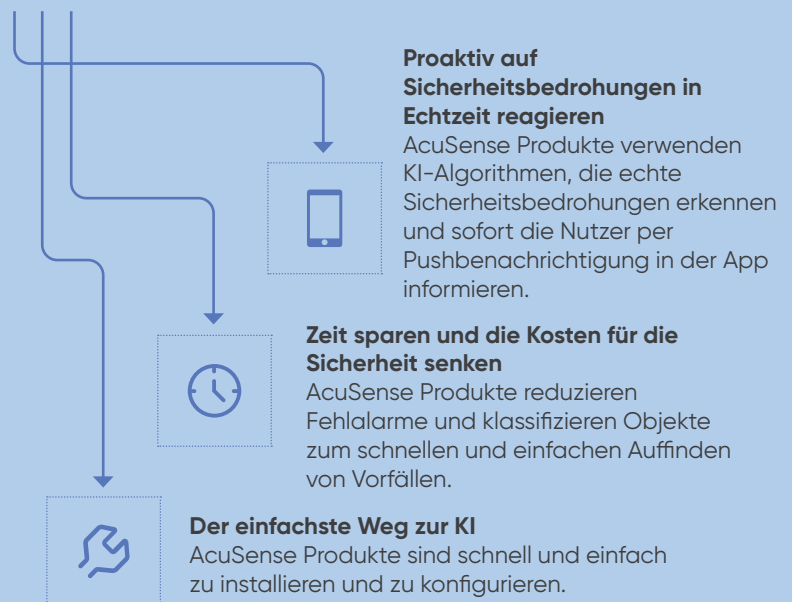 Proaktiv auf
Sicherheitsbedrohungen in
Echtzeit reagieren
AcuSense Produkte verwenden
KI-Algorithmen, die echte
Sicherheitsbedrohungen erkennen
und sofort die Nutzer per
Pushbenachrichtigung in der App
informieren.
Zeit sparen und die Kosten für die
Sicherheit senken
AcuSense Produkte reduzieren
Fehlalarme und klassifizieren Objekte
zum schnellen und einfachen Auffinden
von Vorfällen.
Der einfachste Weg zur KI
AcuSense Produkte sind schnell und einfach
zu installieren und zu konfigurieren.